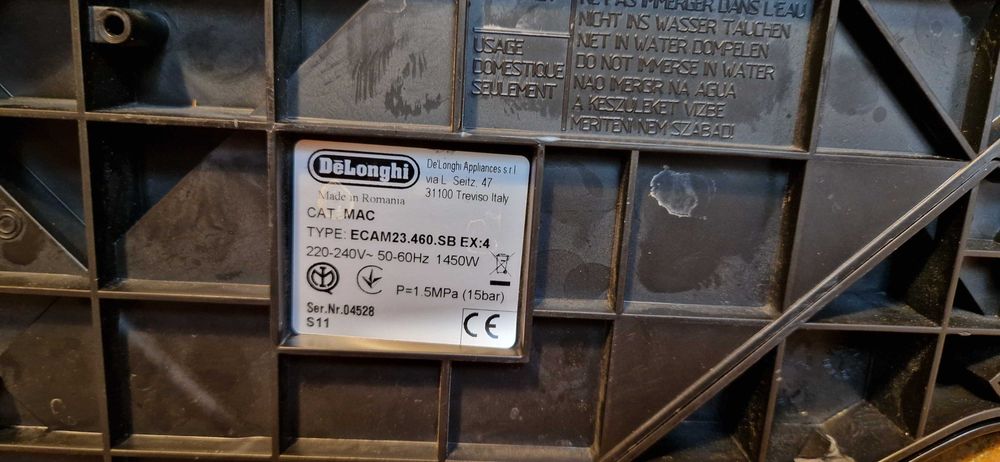 NE PAS IMMERGER DANS L'EAU
NICHT INS WASSER TAUCHEN
NIET IN WATER DOMPELEN
DO NOT IMMERSE IN WATER
NAO IMERGIR NA AGUA
A KESZULEKET VIZBE
MERITENI NEM SZABAD!
USAGE
DOMESTIQUE
SEULEMENT
DeLonghi
De'Longhi Appliances s.r.l
via L. Seitz, 47
31100 Treviso Italy
Made in Romania
CAT. MAC
TYPE: ECAM23.460.SB EX:4
220-240V~ 50-60Hz 1450W
P=1.5MPa (15bar)
Ser.Nr.04528
S11
CE